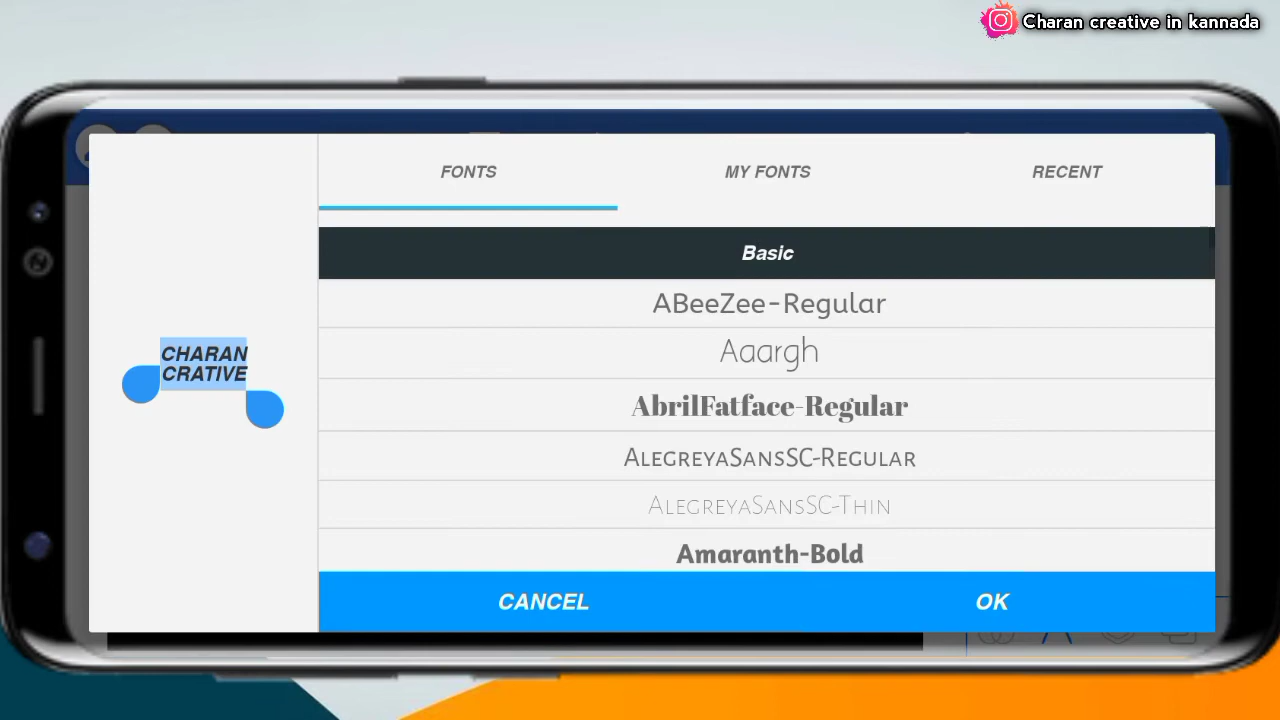 Charan creative in kannada
FONTS
MY FONTS
RECENT
Basic
CHARAN
CRATIVE
ABeeZee-Regular
Aaargh
AbrilFatface-Regular
AlegreyaSansSC-Regular
AlegreyaSansSC-Thin
Amaranth-Bold
CANCEL
OK